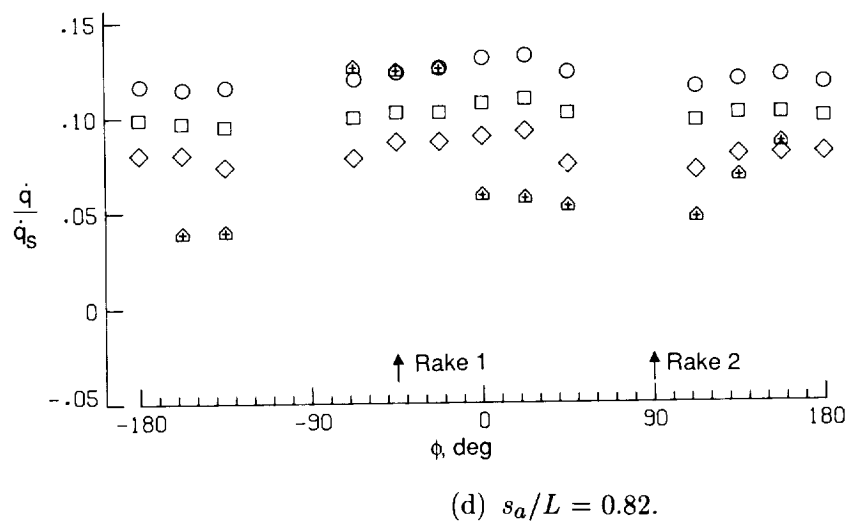 .15
.10
q̇
q̇s
.05
0
-.05
Rake 1
Rake 2
-180
-90
0
90
180
ϕ, deg
(d) sa/L = 0.82.